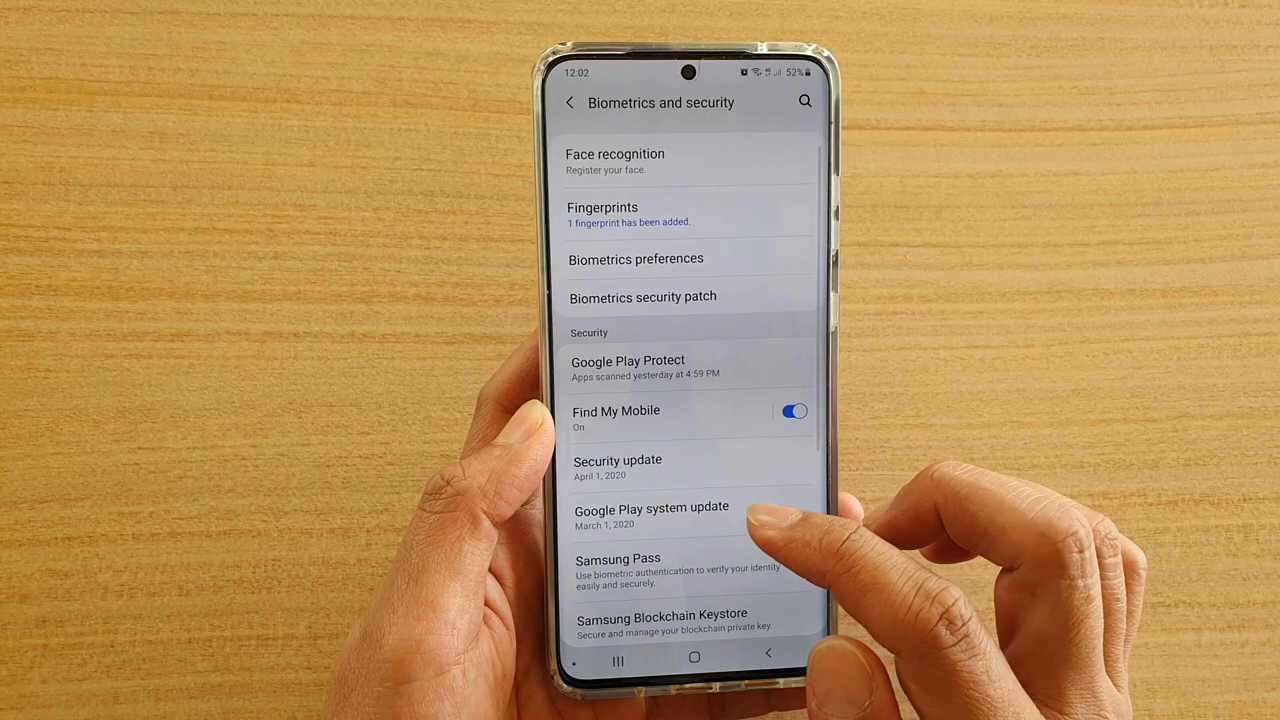 12:02 52%
Biometrics and security
Face recognition
Register your face.
Fingerprints
1 fingerprint has been added.
Biometrics preferences
Biometrics security patch
Security
Google Play Protect
Apps scanned yesterday at 4:59 PM
Find My Mobile
On
Security update
April 1, 2020
Google Play system update
March 1, 2020
Samsung Pass
Use biometric authentication to verify your identity
easily and securely.
Samsung Blockchain Keystore
Secure and manage your blockchain private key.